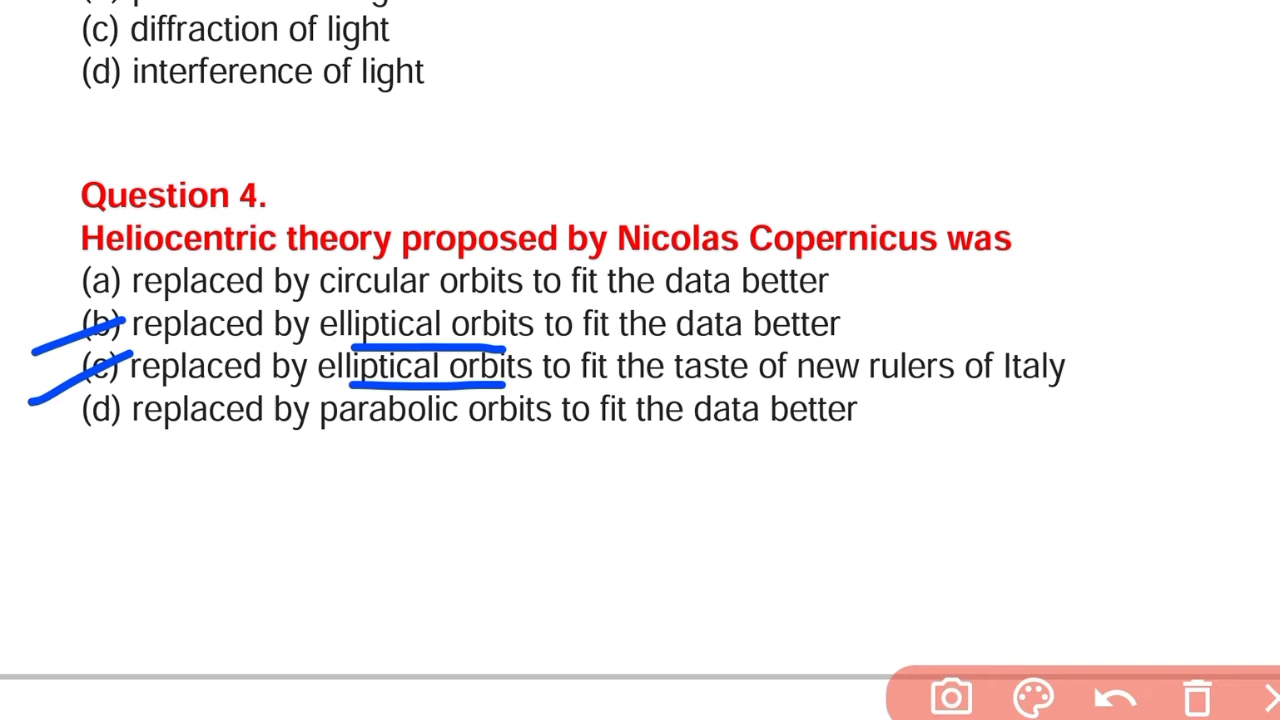 (c) diffraction of light
(d) interference of light
Question 4.
Heliocentric theory proposed by Nicolas Copernicus was
(a) replaced by circular orbits to fit the data better
(b) replaced by elliptical orbits to fit the data better
(c) replaced by elliptical orbits to fit the taste of new rulers of Italy
(d) replaced by parabolic orbits to fit the data better